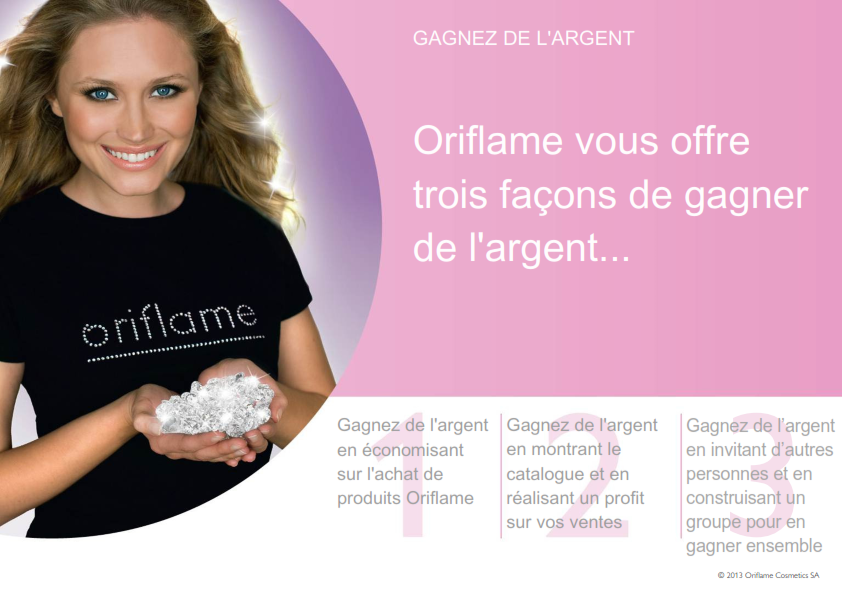 GAGNEZ DE L'ARGENT
Oriflame vous offre
trois façons de gagner
de l'argent...
oriflame
1
Gagnez de l'argent
en économisant
sur l'achat de
produits Oriflame
2
Gagnez de l'argent
en montrant le
catalogue et en
réalisant un profit
sur vos ventes
3
Gagnez de l’argent
en invitant d’autres
personnes et en
construisant un
groupe pour en
gagner ensemble
© 2013 Oriflame Cosmetics SA